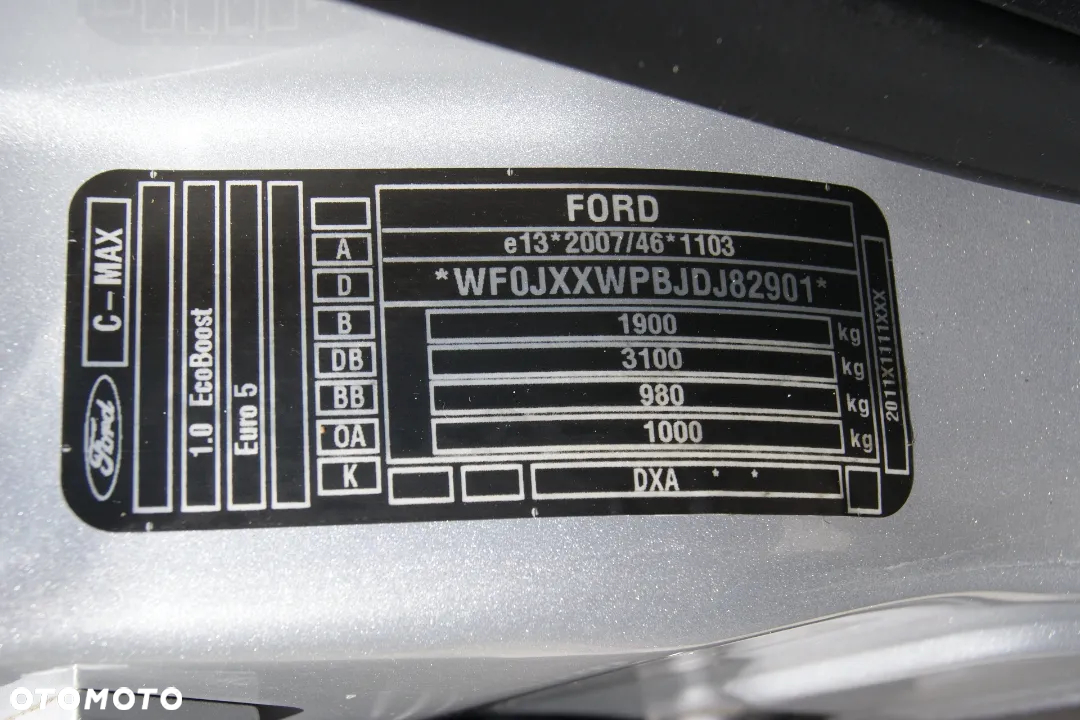 C-MAX
Ford
1.0 EcoBoost
Euro 5
A
D
B
DB
BB
OA
K
FORD
e13*2007/46*1103
*WF0JXXWPBJDJ82901*
1900 kg
3100 kg
980 kg
1000 kg
DXA * *
2011X1111XXX
OTOMOTO